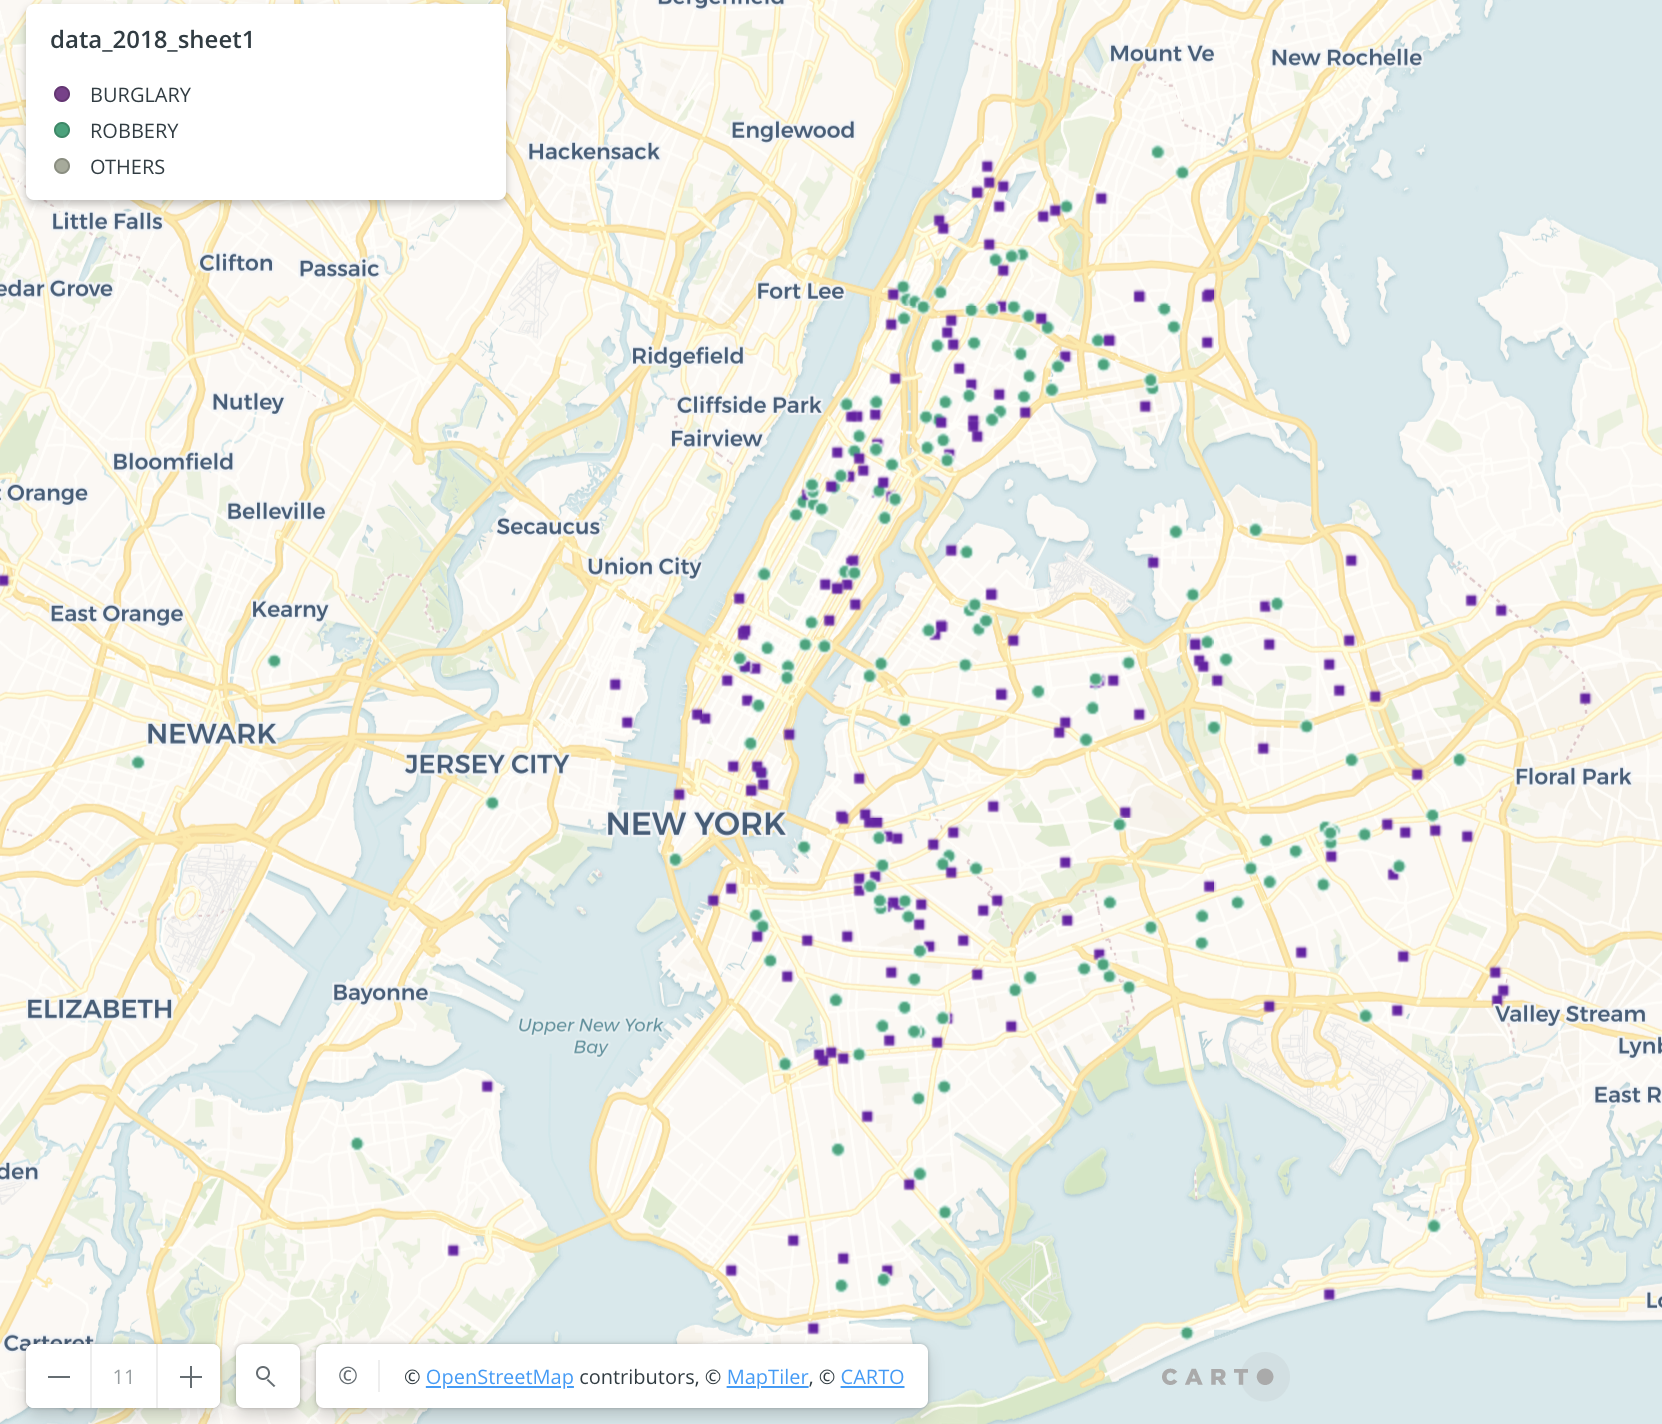 Bergenfield
data_2018_sheet1
BURGLARY
ROBBERY
OTHERS
Mount Ve
New Rochelle
Englewood
Hackensack
Little Falls
Clifton
Passaic
edar Grove
Fort Lee
Ridgefield
Nutley
Cliffside Park
Fairview
Bloomfield
t Orange
Belleville
Secaucus
Union City
East Orange
Kearny
NEWARK
JERSEY CITY
Floral Park
NEW YORK
Bayonne
ELIZABETH
Upper New York
Bay
Valley Stream
Lynb
East R
den
Lo
Carteret
11
© © OpenStreetMap contributors, © MapTiler, © CARTO
CARTO